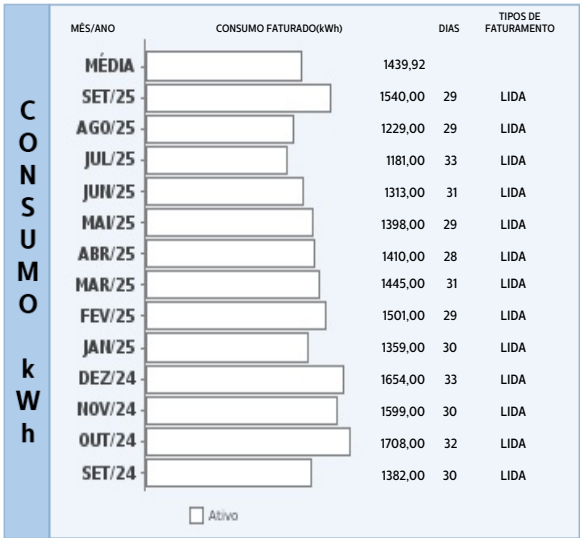 MÊS/ANO CONSUMO FATURADO(kWh) DIAS TIPOS DE FATURAMENTO
CONSUMO kWh
MÉDIA 1439,92
SET/25 1540,00 29 LIDA
AGO/25 1229,00 29 LIDA
JUL/25 1181,00 33 LIDA
JUN/25 1313,00 31 LIDA
MAI/25 1398,00 29 LIDA
ABR/25 1410,00 28 LIDA
MAR/25 1445,00 31 LIDA
FEV/25 1501,00 29 LIDA
JAN/25 1359,00 30 LIDA
DEZ/24 1654,00 33 LIDA
NOV/24 1599,00 30 LIDA
OUT/24 1708,00 32 LIDA
SET/24 1382,00 30 LIDA
Ativo